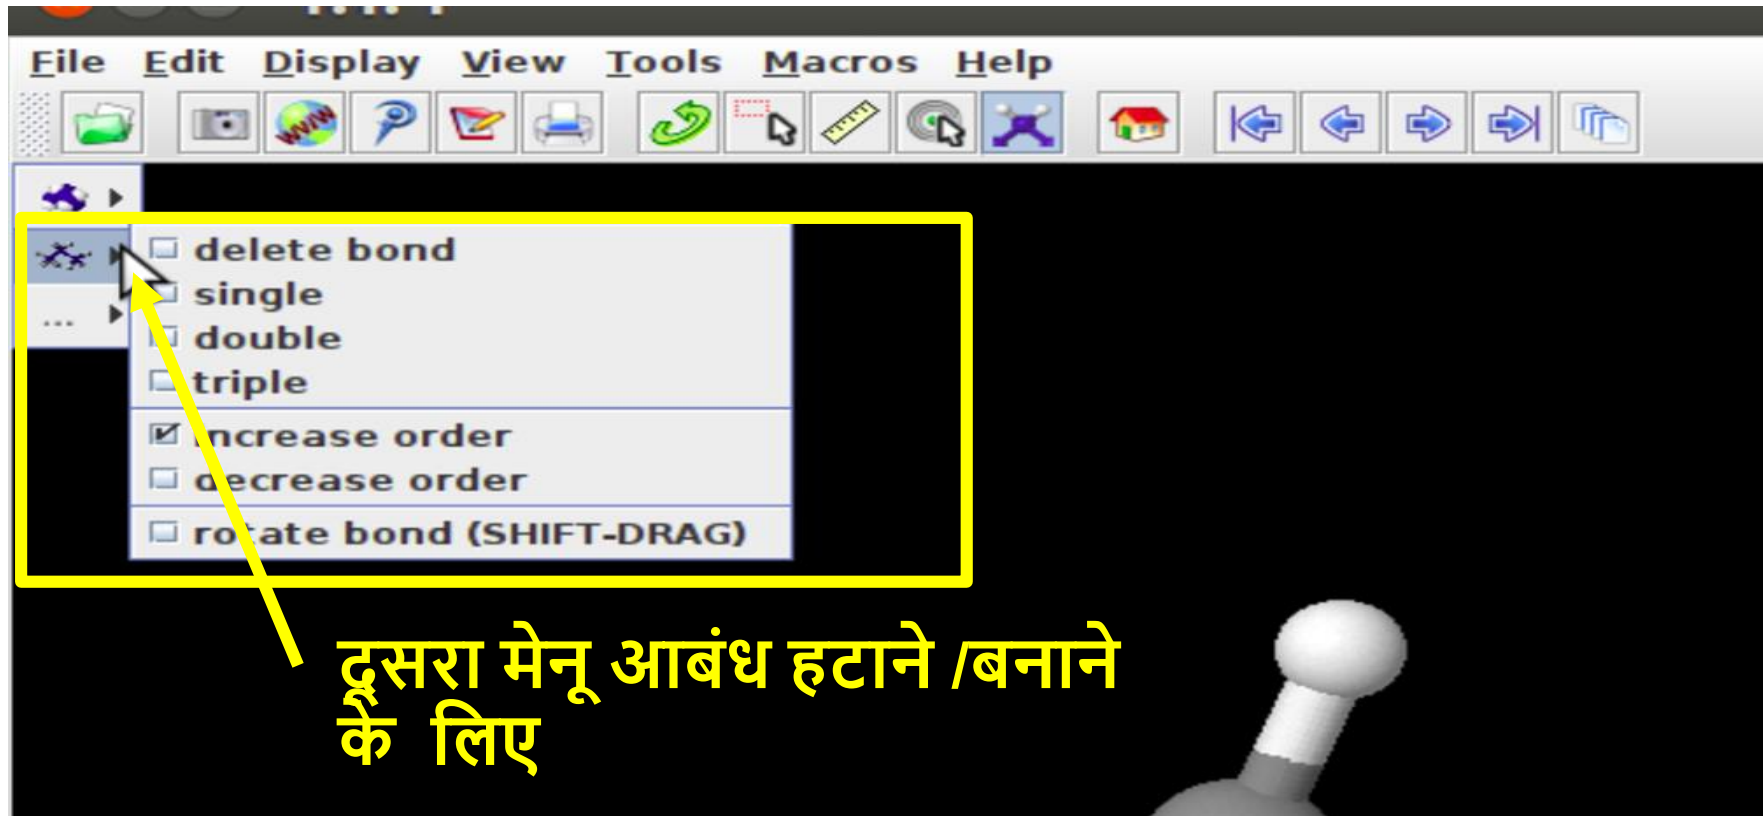 File Edit Display View Tools Macros Help
WWW
delete bond
single
double
triple
increase order
decrease order
rotate bond (SHIFT-DRAG)
...
दूसरा मेनू आबंध हटाने /बनाने
के लिए